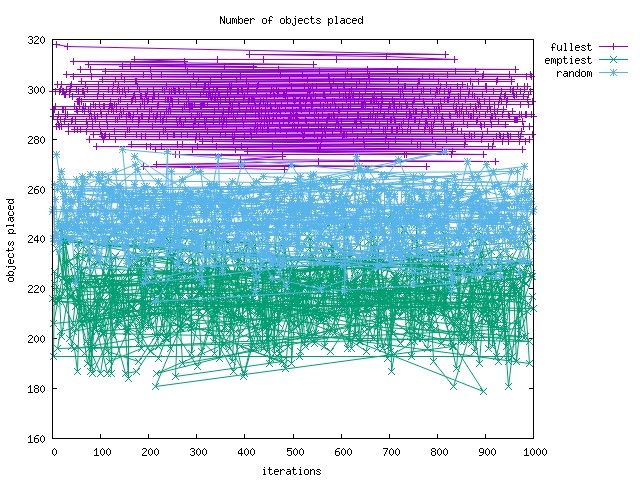 Number of objects placed
fullest
emptiest
random
objects placed
320
300
280
260
240
220
200
180
160
0 100 200 300 400 500 600 700 800 900 1000
iterations